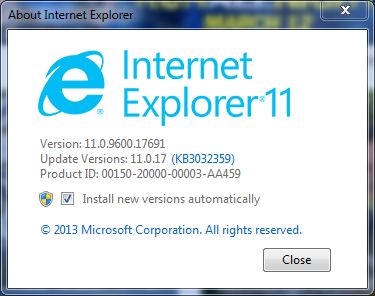 About Internet Explorer
Internet
Explorer®11
Version: 11.0.9600.17691
Update Versions: 11.0.17 (KB3032359)
Product ID: 00150-20000-00003-AA459
Install new versions automatically
© 2013 Microsoft Corporation. All rights reserved.
Close